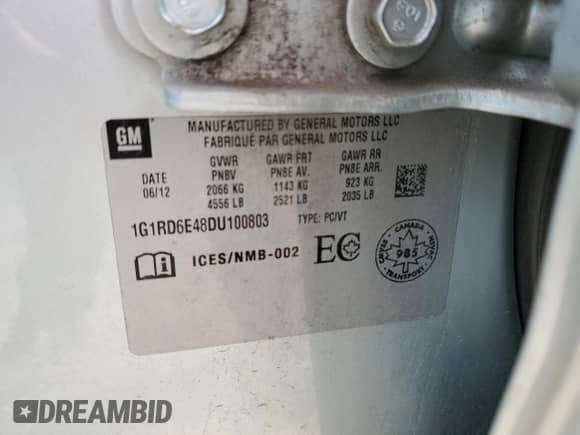 GM
MANUFACTURED BY GENERAL MOTORS LLC
FABRIQUÉ PAR GENERAL MOTORS LLC
DATE
06/12
GVWR
PNBV
2066 KG
4556 LB
GAWR FRT
PNBE AV.
1143 KG
2521 LB
GAWR RR
PNBE ARR.
923 KG
2035 LB
1G1RD6E48DU100803 TYPE: PC/VT
i ICES/NMB-002 EC
CANADA
985
TRANSPORT
DREAMBID